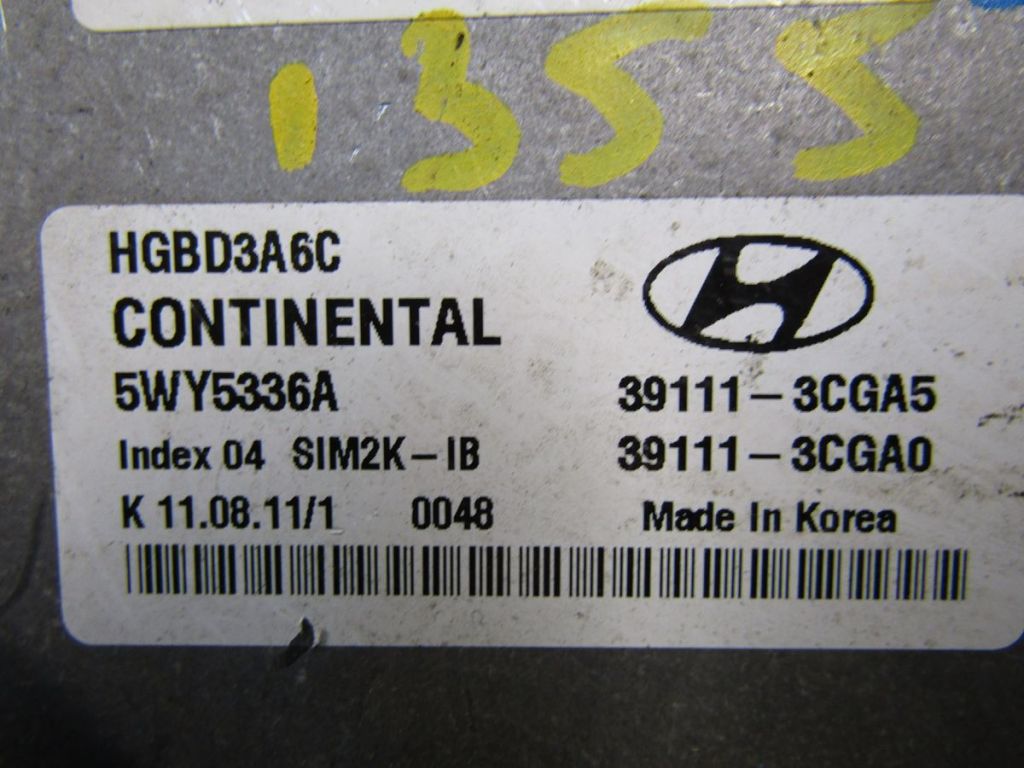 1355
HGBD3A6C
CONTINENTAL
5WY5336A
39111-3CGA5
Index 04 SIM2K-IB
39111-3CGA0
K 11.08.11/1 0048
Made In Korea